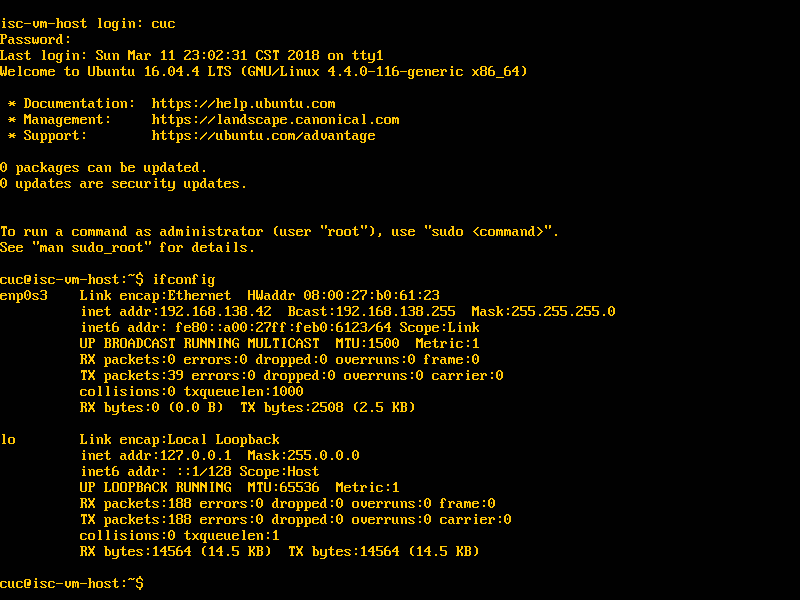 isc-vm-host login: cuc
Password:
Last login: Sun Mar 11 23:02:31 CST 2018 on tty1
Welcome to Ubuntu 16.04.4 LTS (GNU/Linux 4.4.0-116-generic x86_64)
* Documentation:  https://help.ubuntu.com
* Management:     https://landscape.canonical.com
* Support:        https://ubuntu.com/advantage
0 packages can be updated.
0 updates are security updates.
To run a command as administrator (user "root"), use "sudo <command>".
See "man sudo_root" for details.
cuc@isc-vm-host:~$ ifconfig
enp0s3    Link encap:Ethernet  HWaddr 08:00:27:b0:61:23
inet addr:192.168.138.42  Bcast:192.168.138.255  Mask:255.255.255.0
inet6 addr: fe80::a00:27ff:feb0:6123/64 Scope:Link
UP BROADCAST RUNNING MULTICAST  MTU:1500  Metric:1
RX packets:0 errors:0 dropped:0 overruns:0 frame:0
TX packets:39 errors:0 dropped:0 overruns:0 carrier:0
collisions:0 txqueuelen:1000
RX bytes:0 (0.0 B)  TX bytes:2508 (2.5 KB)
lo        Link encap:Local Loopback
inet addr:127.0.0.1  Mask:255.0.0.0
inet6 addr: ::1/128 Scope:Host
UP LOOPBACK RUNNING  MTU:65536  Metric:1
RX packets:188 errors:0 dropped:0 overruns:0 frame:0
TX packets:188 errors:0 dropped:0 overruns:0 carrier:0
collisions:0 txqueuelen:1
RX bytes:14564 (14.5 KB)  TX bytes:14564 (14.5 KB)
cuc@isc-vm-host:~$